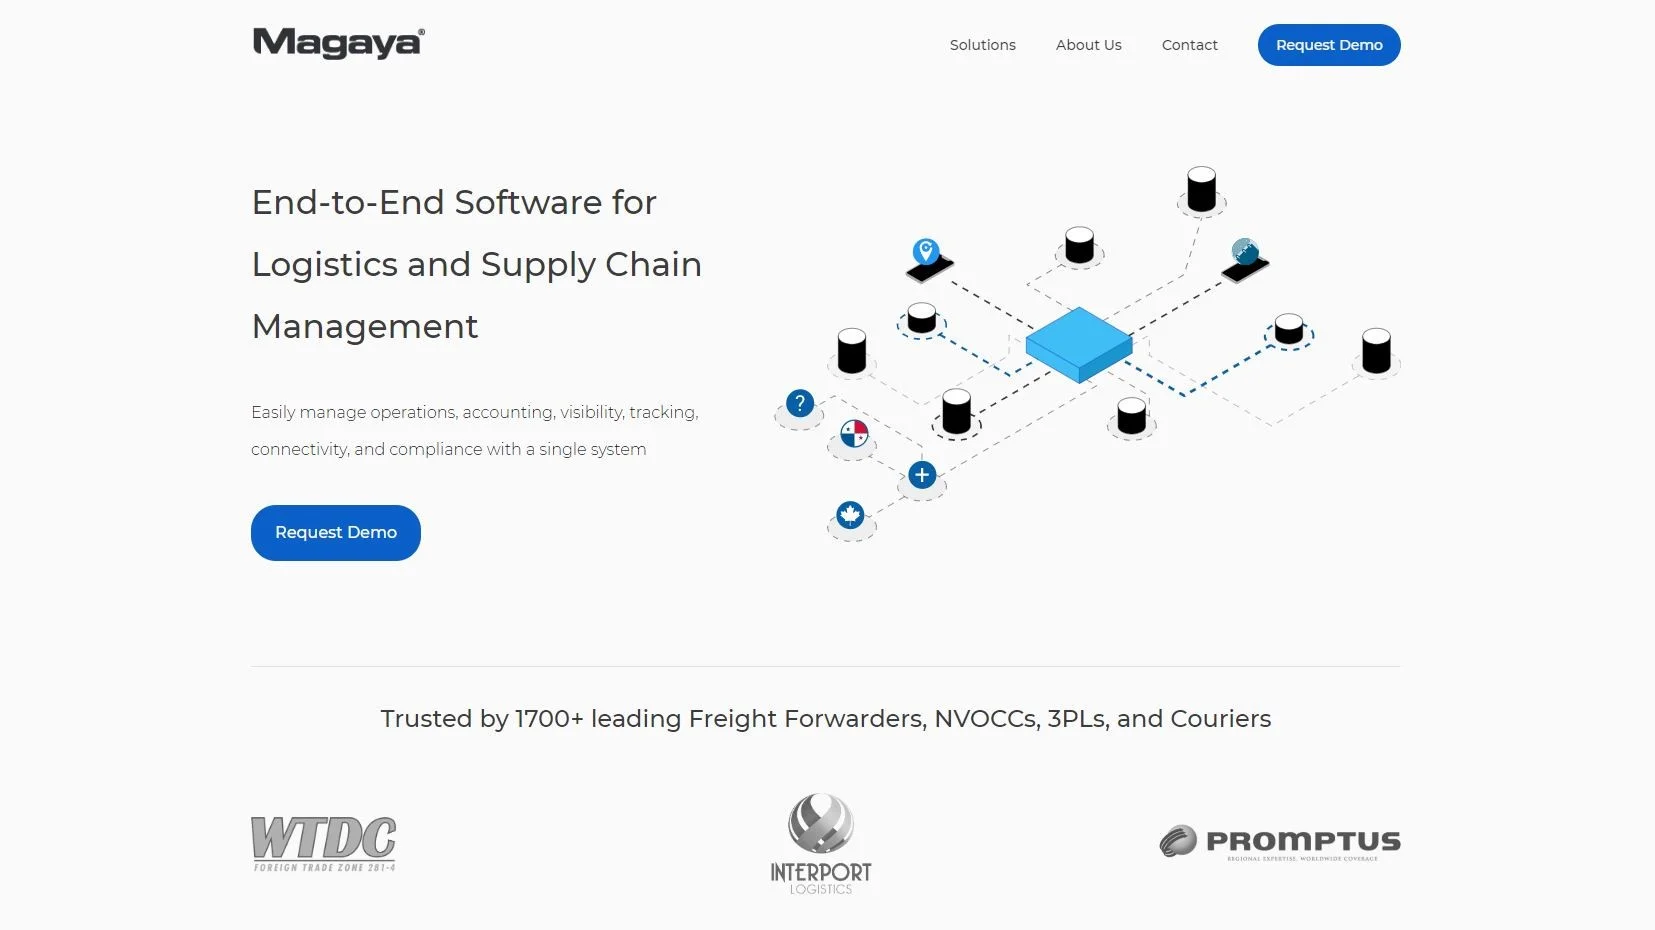 Magaya®
Solutions
About Us
Contact
Request Demo
End-to-End Software for
Logistics and Supply Chain
Management
Easily manage operations, accounting, visibility, tracking,
connectivity, and compliance with a single system
Request Demo
?
+
Trusted by 1700+ leading Freight Forwarders, NVOCCs, 3PLs, and Couriers
WTDC
FOREIGN TRADE ZONE 281-4
INTERPORT
LOGISTICS
PROMPTUS
REGIONAL EXPERTISE. WORLDWIDE COVERAGE